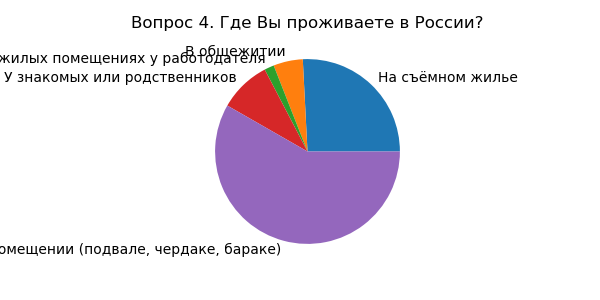 Вопрос 4. Где Вы проживаете в России?
В общежитии
жилых помещениях у работодателя
У знакомых или родственников
На съёмном жилье
(подвале, чердаке, бараке)